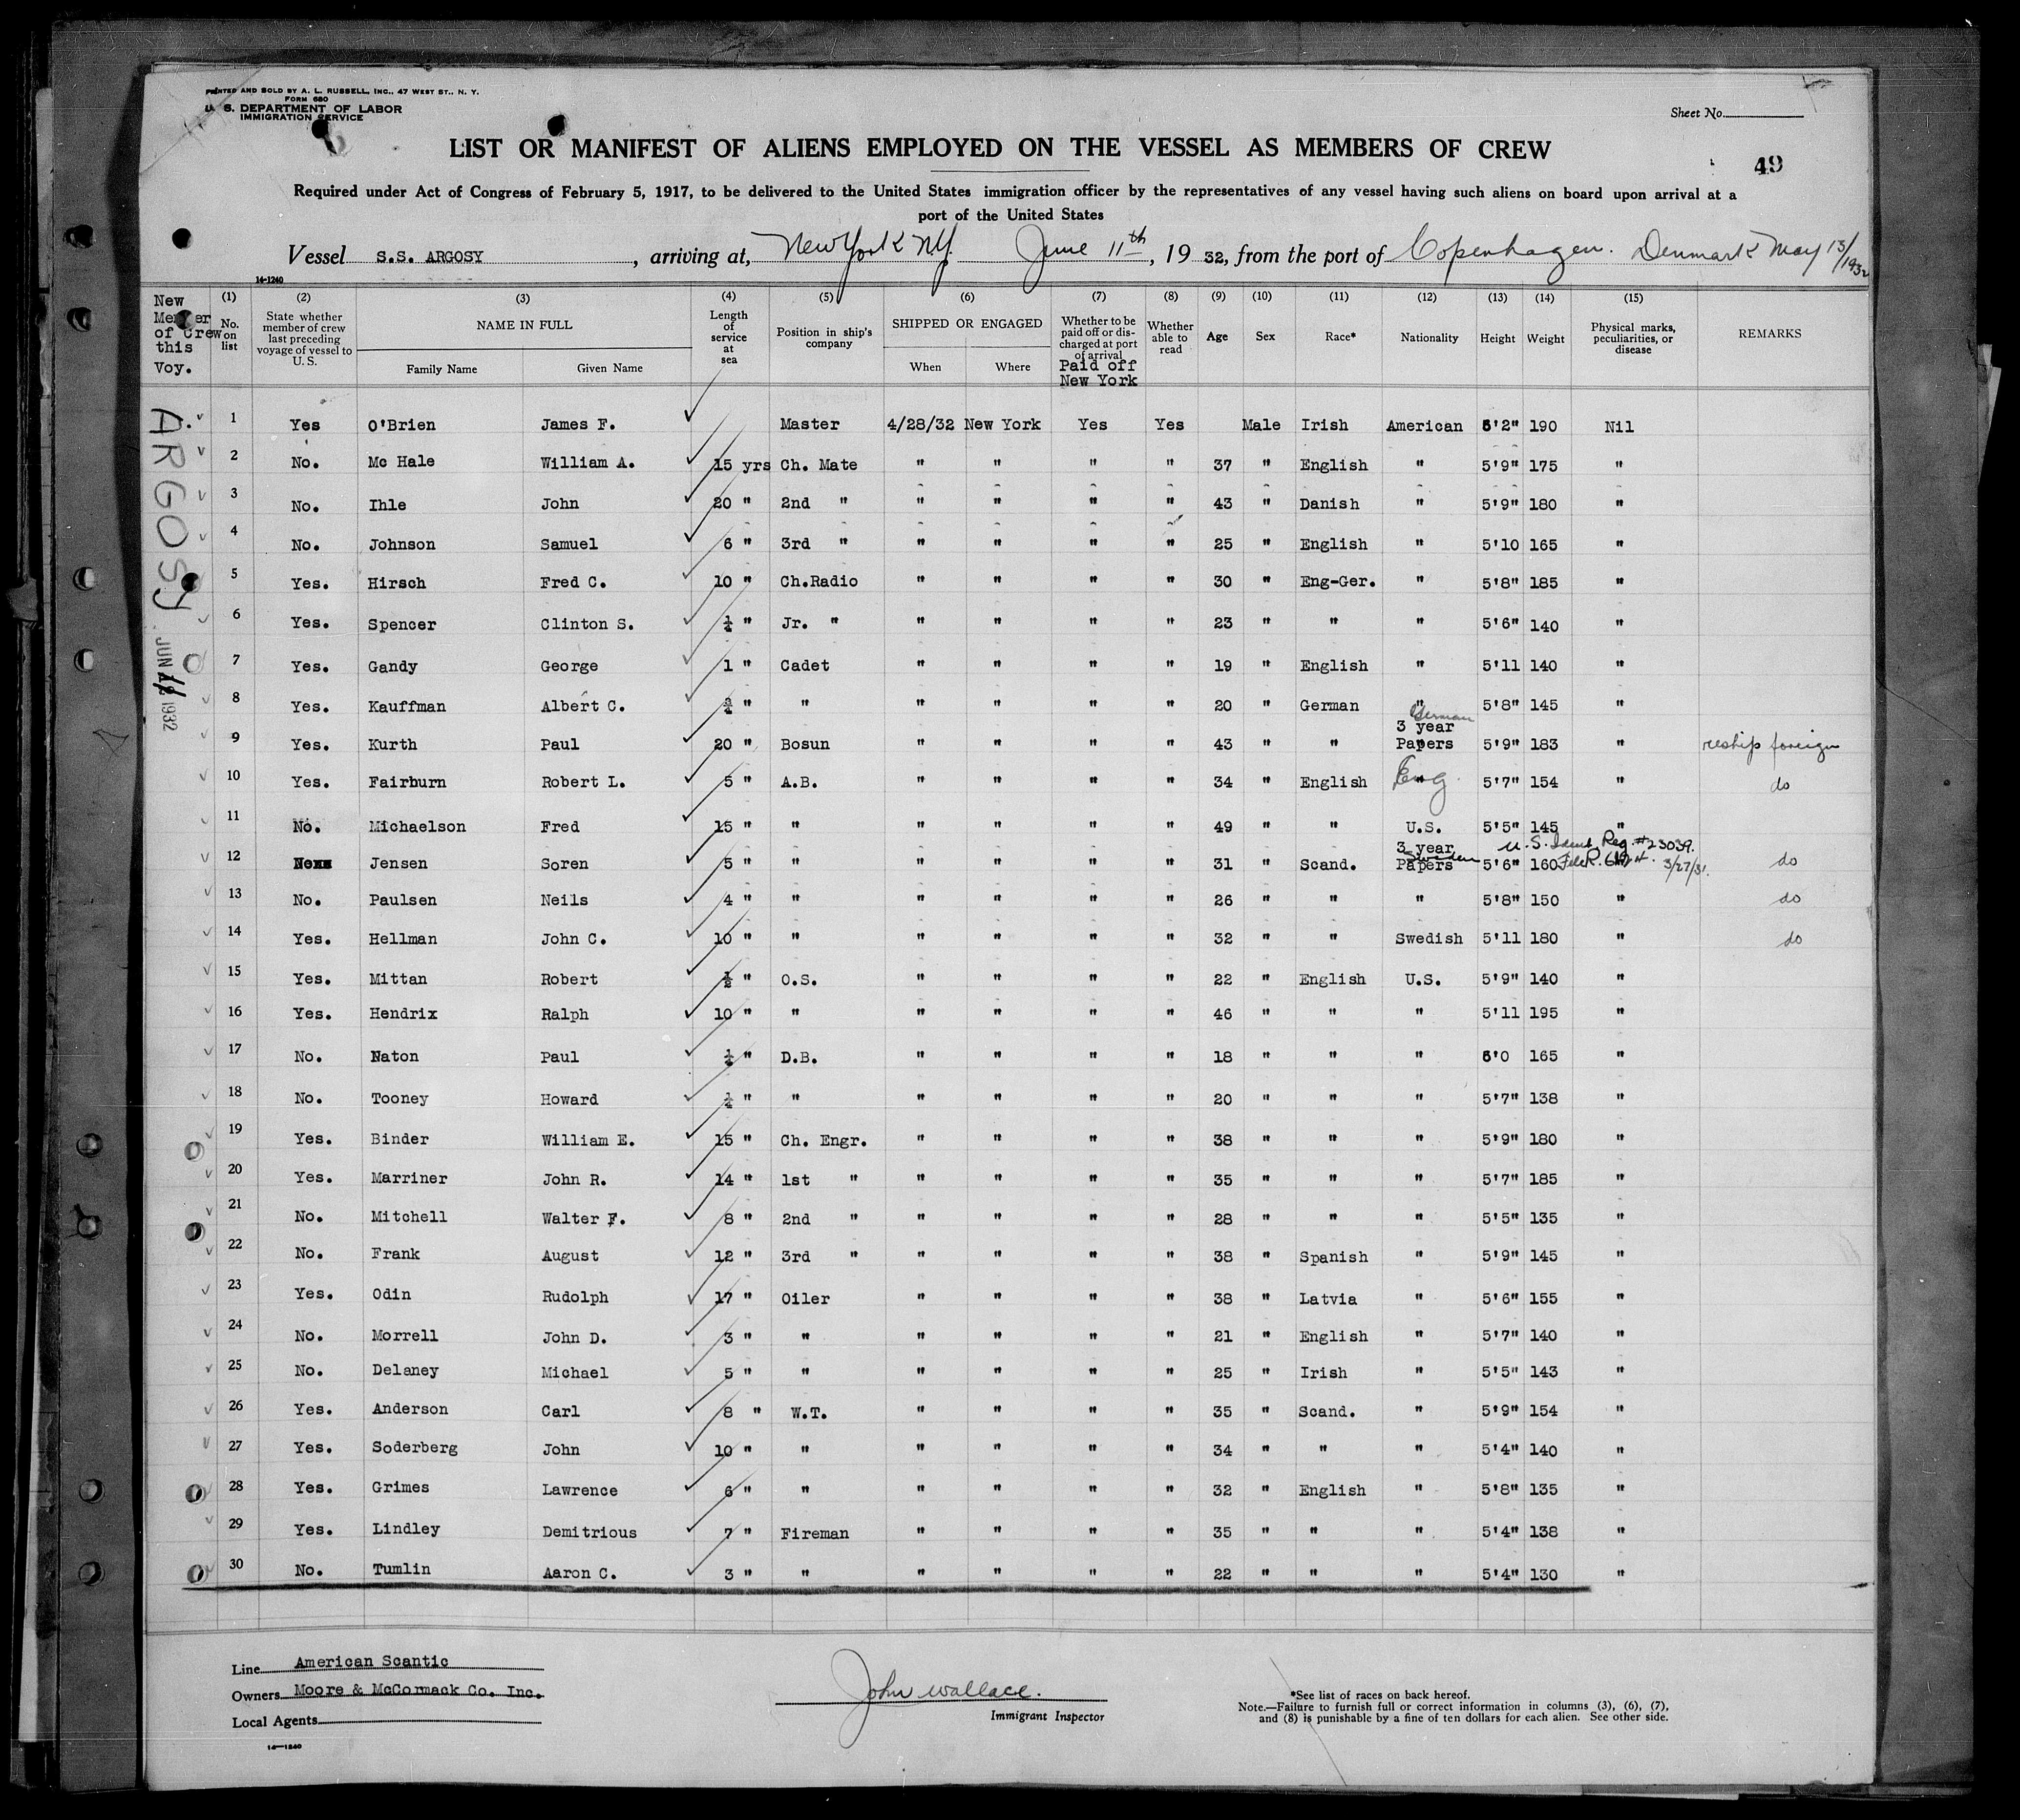 PRINTED AND SOLD BY A. L. RUSSELL, INC., 47 WEST ST., N. Y.
FORM 680
U. S. DEPARTMENT OF LABOR
IMMIGRATION SERVICE
Sheet No.
LIST OR MANIFEST OF ALIENS EMPLOYED ON THE VESSEL AS MEMBERS OF CREW
49
Required under Act of Congress of February 5, 1917, to be delivered to the United States immigration officer by the representatives of any vessel having such aliens on board upon arrival at a
port of the United States
Vessel S.S. ARGOSY, arriving at, New York N.Y. June 11th, 19 32, from the port of Copenhagen. Denmark May 13/1932
14-1240
New Member of Crew this Voy.
(1) No. on list
(2) State whether member of crew last preceding voyage of vessel to U. S.
(3) NAME IN FULL Family Name Given Name
(4) Length of service at sea
(5) Position in ship's company
(6) SHIPPED OR ENGAGED When Where
(7) Whether to be paid off or discharged at port of arrival Paid off New York
(8) Whether able to read
(9) Age
(10) Sex
(11) Race*
(12) Nationality
(13) Height
(14) Weight
(15) Physical marks, peculiarities, or disease
REMARKS
ARGOSY.
JUN 11 1932
1 Yes O'Brien James F. Master 4/28/32 New York Yes Yes Male Irish American 5'2" 190 Nil
2 No. Mc Hale William A. 15 yrs Ch. Mate " " " " 37 " English " 5'9" 175 "
3 No. Ihle John 20 " 2nd " " " " " 43 " Danish " 5'9" 180 "
4 No. Johnson Samuel 6 " 3rd " " " " " 25 " English " 5'10 165 "
5 Yes. Hirsch Fred C. 10 " Ch.Radio " " " " 30 " Eng-Ger. " 5'8" 185 "
6 Yes. Spencer Clinton S. " Jr. " " " " " 23 " " " 5'6" 140 "
7 Yes. Gandy George 1 " Cadet " " " " 19 " English " 5'11 140 "
8 Yes. Kauffman Albert C. " " " " " " 20 " German " 5'8" 145 "
9 Yes. Kurth Paul 20 " Bosun " " " " 43 " " German 3 year Papers 5'9" 183 " reship foreign
10 Yes. Fairburn Robert L. 5 " A.B. " " " " 34 " English " Eng. 5'7" 154 " do
11 No. Michaelson Fred 15 " " " " " " 49 " " U.S. 5'5" 145 "
12 Jensen Soren 5 " " " " " " 31 " Scand. 3 year Papers Sweden 5'6" 160 U.S. Ident Reg. #23039. 3/27/31. do
13 No. Paulsen Neils 4 " " " " " " 26 " " " 5'8" 150 " do
14 Yes. Hellman John C. 10 " " " " " " 32 " " Swedish 5'11 180 " do
15 Yes. Mittan Robert ½ " O.S. " " " " 22 " English U.S. 5'9" 140 "
16 Yes. Hendrix Ralph 10 " " " " " " 46 " " " 5'11 195 "
17 No. Naton Paul " D.B. " " " " 18 " " " 6'0 165 "
18 No. Tooney Howard " " " " " " 20 " " " 5'7" 138 "
19 Yes. Binder William E. 15 " Ch. Engr. " " " " 38 " " " 5'9" 180 "
20 Yes. Marriner John R. 14 " 1st " " " " " 35 " " " 5'7" 185 "
21 No. Mitchell Walter F. 8 " 2nd " " " " " 28 " " " 5'5" 135 "
22 No. Frank August 12 " 3rd " " " " " 38 " Spanish " 5'9" 145 "
23 Yes. Odin Rudolph 17 " Oiler " " " " 38 " Latvia " 5'6" 155 "
24 No. Morrell John D. 3 " " " " " " 21 " English " 5'7" 140 "
25 No. Delaney Michael 5 " " " " " " 25 " Irish " 5'5" 143 "
26 Yes. Anderson Carl 8 " W.T. " " " " 35 " Scand. " 5'9" 154 "
27 Yes. Soderberg John 10 " " " " " " 34 " " " 5'4" 140 "
28 Yes. Grimes Lawrence 6 " " " " " " 32 " English " 5'8" 135 "
29 Yes. Lindley Demitrious 7 " Fireman " " " " 35 " " " 5'4" 138 "
30 No. Tumlin Aaron C. 3 " " " " " " 22 " " " 5'4" 130 "
Line American Scantic
Owners Moore & McCormack Co. Inc.
Local Agents
14-1240
John Wallace.
Immigrant Inspector
*See list of races on back hereof.
Note.—Failure to furnish full or correct information in columns (3), (6), (7),
and (8) is punishable by a fine of ten dollars for each alien. See other side.